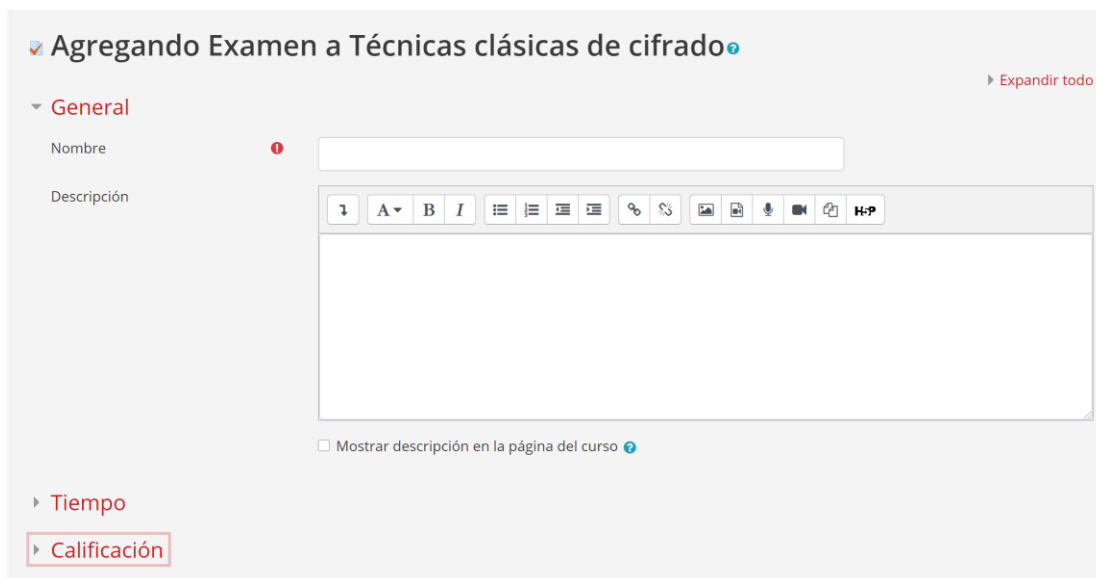 Agregando Examen a Técnicas clásicas de cifrado
Expandir todo
General
Nombre
Descripción
A B I
H-P
Mostrar descripción en la página del curso
Tiempo
Calificación